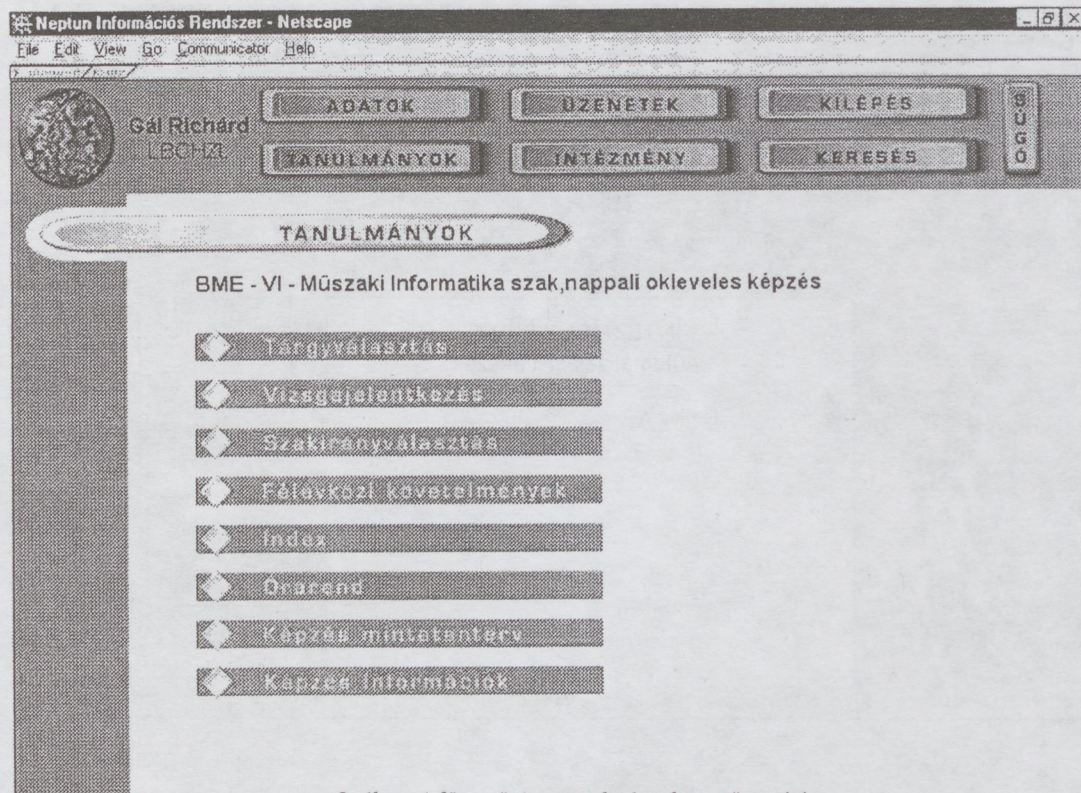 Neptun Információs Rendszer - Netscape
File Edit View Go Communicator Help
ADATOK ÜZENETEK KILÉPÉS SÚGÓ
Gál Richárd
TANULMÁNYOK INTÉZMÉNY KERESÉS
TANULMÁNYOK
BME - VI - Műszaki Informatika szak,nappali okleveles képzés
Tárgyválasztás
Vizsgajelentkezés
Szakirányválasztás
Félévközi követelmények
Index
Órarend
Képzés mintatanterv
Képzés Információk